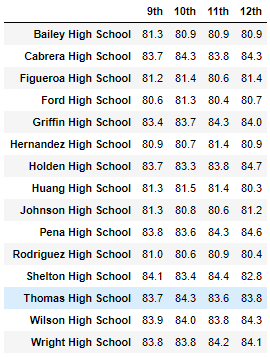 9th 10th 11th 12th
Bailey High School 81.3 80.9 80.9 80.9
Cabrera High School 83.7 84.3 83.8 84.3
Figueroa High School 81.2 81.4 80.6 81.4
Ford High School 80.6 81.3 80.4 80.7
Griffin High School 83.4 83.7 84.3 84.0
Hernandez High School 80.9 80.7 81.4 80.9
Holden High School 83.7 83.3 83.8 84.7
Huang High School 81.3 81.5 81.4 80.3
Johnson High School 81.3 80.8 80.6 81.2
Pena High School 83.8 83.6 84.3 84.6
Rodriguez High School 81.0 80.6 80.9 80.4
Shelton High School 84.1 83.4 84.4 82.8
Thomas High School 83.7 84.3 83.6 83.8
Wilson High School 83.9 84.0 83.8 84.3
Wright High School 83.8 83.8 84.2 84.1